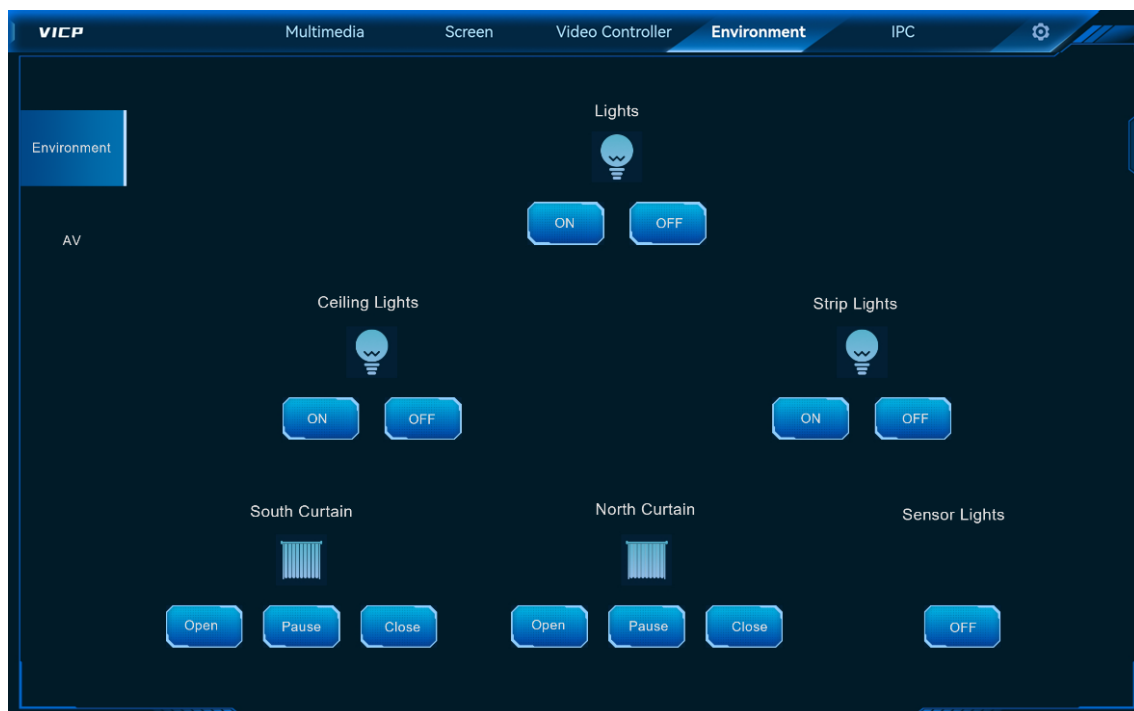 VICP Multimedia Screen Video Controller Environment IPC
Environment
AV
Lights
ON OFF
Ceiling Lights Strip Lights
ON OFF ON OFF
South Curtain North Curtain Sensor Lights
Open Pause Close Open Pause Close OFF